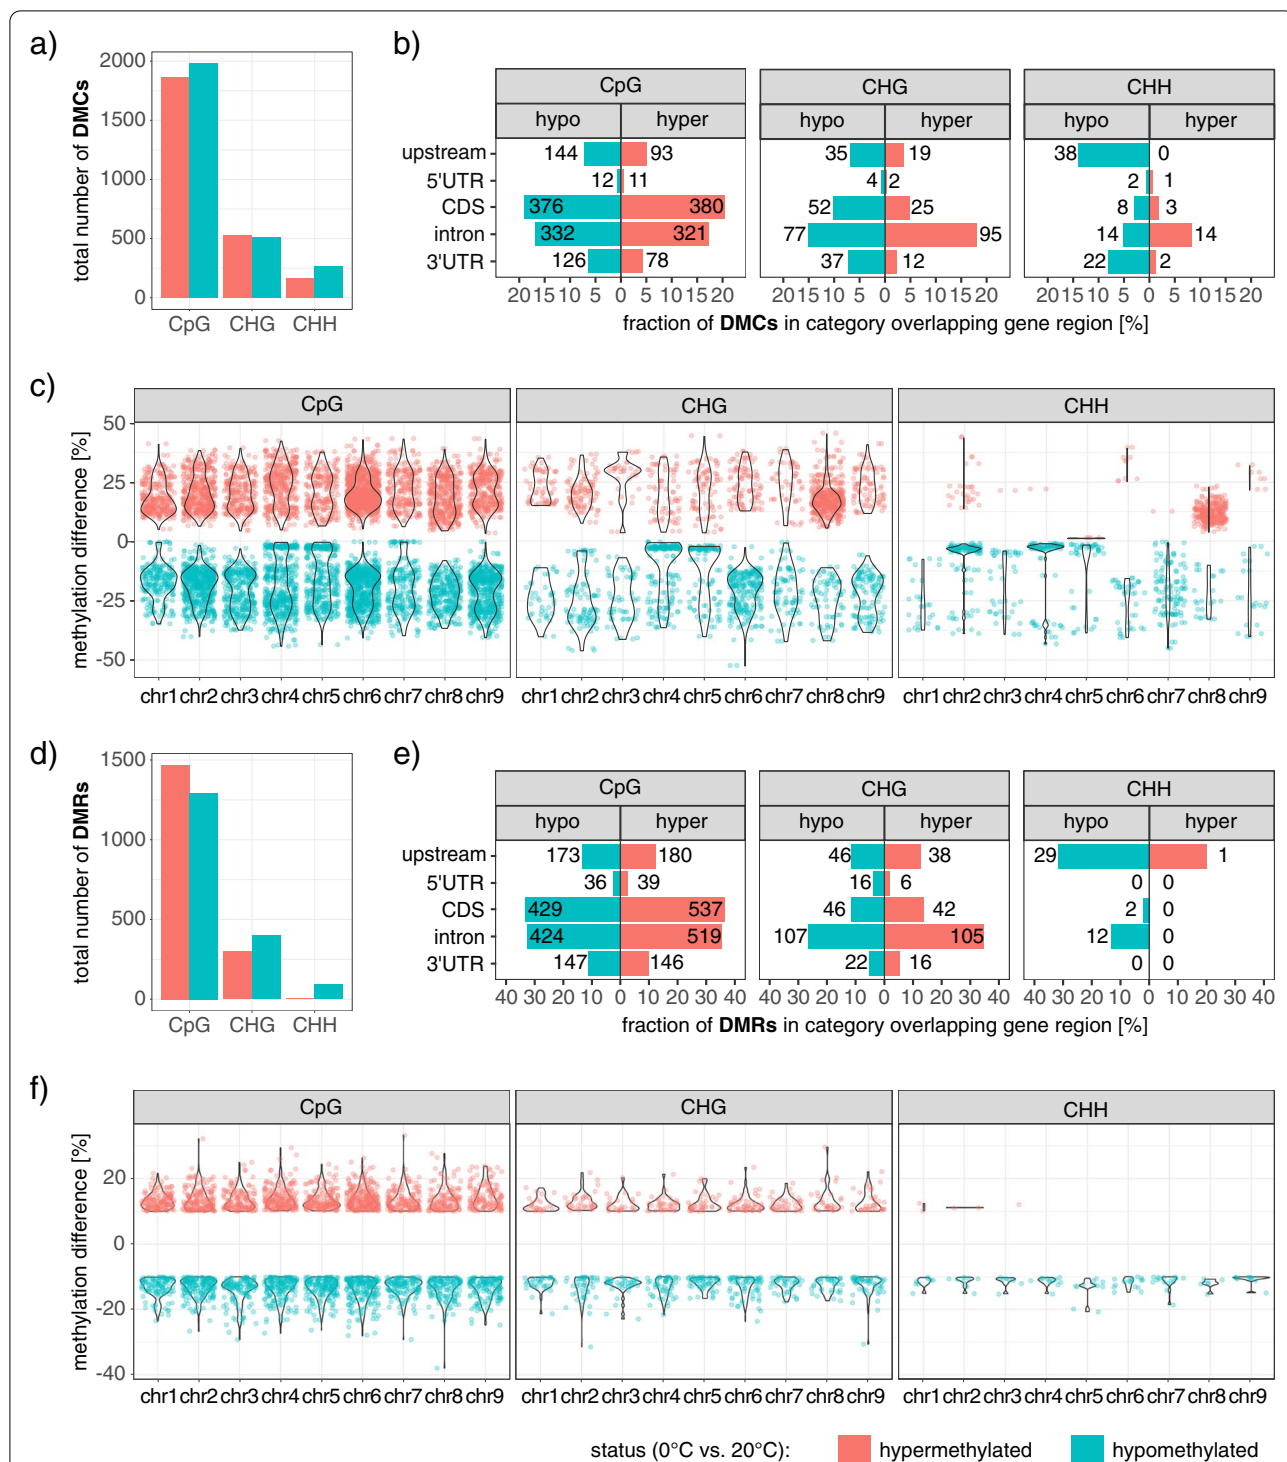 a)
total number of DMCs
2000
1500
1000
500
0
CpG CHG CHH
b)
CpG CHG CHH
hypo hyper hypo hyper hypo hyper
upstream 144 93 35 19 38 0
5'UTR 12 11 4 2 2 1
CDS 376 380 52 25 8 3
intron 332 321 77 95 14 14
3'UTR 126 78 37 12 22 2
20 15 10 5 0 5 10 15 20 20 15 10 5 0 5 10 15 20 20 15 10 5 0 5 10 15 20
fraction of DMCs in category overlapping gene region [%]
c)
methylation difference [%]
CpG CHG CHH
50
25
0
-25
-50
chr1 chr2 chr3 chr4 chr5 chr6 chr7 chr8 chr9 chr1 chr2 chr3 chr4 chr5 chr6 chr7 chr8 chr9 chr1 chr2 chr3 chr4 chr5 chr6 chr7 chr8 chr9
d)
total number of DMRs
1500
1000
500
0
CpG CHG CHH
e)
CpG CHG CHH
hypo hyper hypo hyper hypo hyper
upstream 173 180 46 38 29 1
5'UTR 36 39 16 6 0 0
CDS 429 537 46 42 2 0
intron 424 519 107 105 12 0
3'UTR 147 146 22 16 0 0
40 30 20 10 0 10 20 30 40 40 30 20 10 0 10 20 30 40 40 30 20 10 0 10 20 30 40
fraction of DMRs in category overlapping gene region [%]
f)
methylation difference [%]
CpG CHG CHH
20
0
-20
-40
chr1 chr2 chr3 chr4 chr5 chr6 chr7 chr8 chr9 chr1 chr2 chr3 chr4 chr5 chr6 chr7 chr8 chr9 chr1 chr2 chr3 chr4 chr5 chr6 chr7 chr8 chr9
status (0°C vs. 20°C): hypermethylated hypomethylated